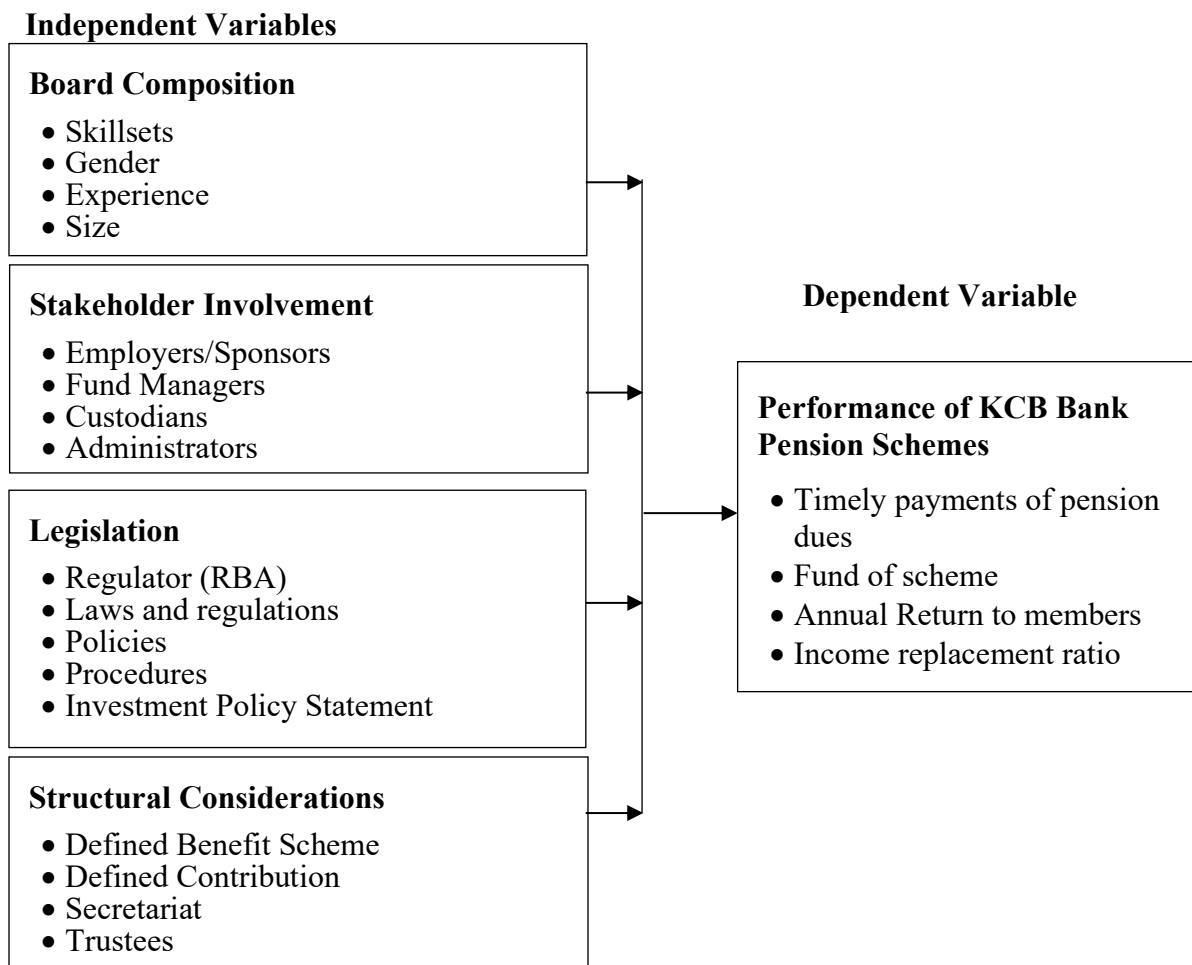 Independent Variables
Board Composition
• Skillsets
• Gender
• Experience
• Size
Stakeholder Involvement
• Employers/Sponsors
• Fund Managers
• Custodians
• Administrators
Legislation
• Regulator (RBA)
• Laws and regulations
• Policies
• Procedures
• Investment Policy Statement
Structural Considerations
• Defined Benefit Scheme
• Defined Contribution
• Secretariat
• Trustees
Dependent Variable
Performance of KCB Bank
Pension Schemes
• Timely payments of pension
dues
• Fund of scheme
• Annual Return to members
• Income replacement ratio